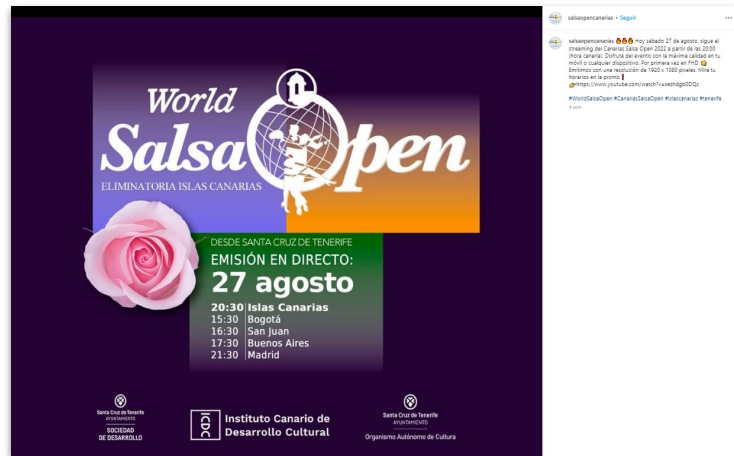 World
Salsa Open
ELIMINATORIA ISLAS CANARIAS
DESDE SANTA CRUZ DE TENERIFE
EMISIÓN EN DIRECTO:
27 agosto
20:30 Islas Canarias
15:30 Bogotá
16:30 San Juan
17:30 Buenos Aires
21:30 Madrid
Santa Cruz de Tenerife
AYUNTAMIENTO
SOCIEDAD
DE DESARROLLO
ICDC
Instituto Canario de
Desarrollo Cultural
Santa Cruz de Tenerife
AYUNTAMIENTO
Organismo Autónomo de Cultura
salsaopencanarias • Seguir
salsaopencanarias 🔥🔥🔥 Hoy sábado 27 de agosto, sigue el
streaming del Canarias Salsa Open 2022 a partir de las 20:00
(hora canaria). Disfruta del evento con la máxima calidad en tu
móvil o cualquier dispositivo. Por primera vez en FHD
Emitimos con una resolución de 1920 x 1080 píxeles. Mira tu
horarios en la promo
#WorldSalsaOpen #CanariasSalsaOpen #islascanarias #tenerife
4 sem